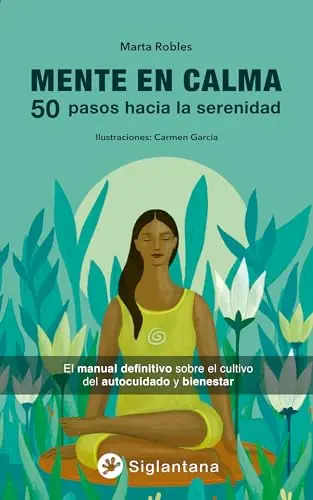 Marta Robles
MENTE EN CALMA
50 pasos hacia la serenidad
Ilustraciones: Carmen García
El manual definitivo sobre el cultivo
del autocuidado y bienestar
Siglantana